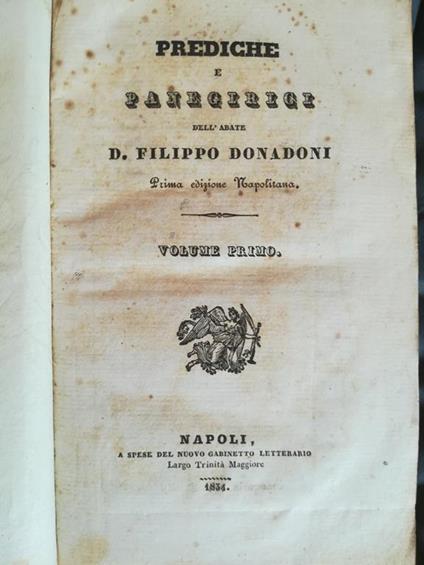 PREDICHE
E
PANEGIRICI
DELL'ABATE
D. FILIPPO DONADONI
Prima edizione Napolitana.
VOLUME PRIMO.
NAPOLI,
A SPESE DEL NUOVO GABINETTO LETTERARIO
Largo Trinità Maggiore
1834.